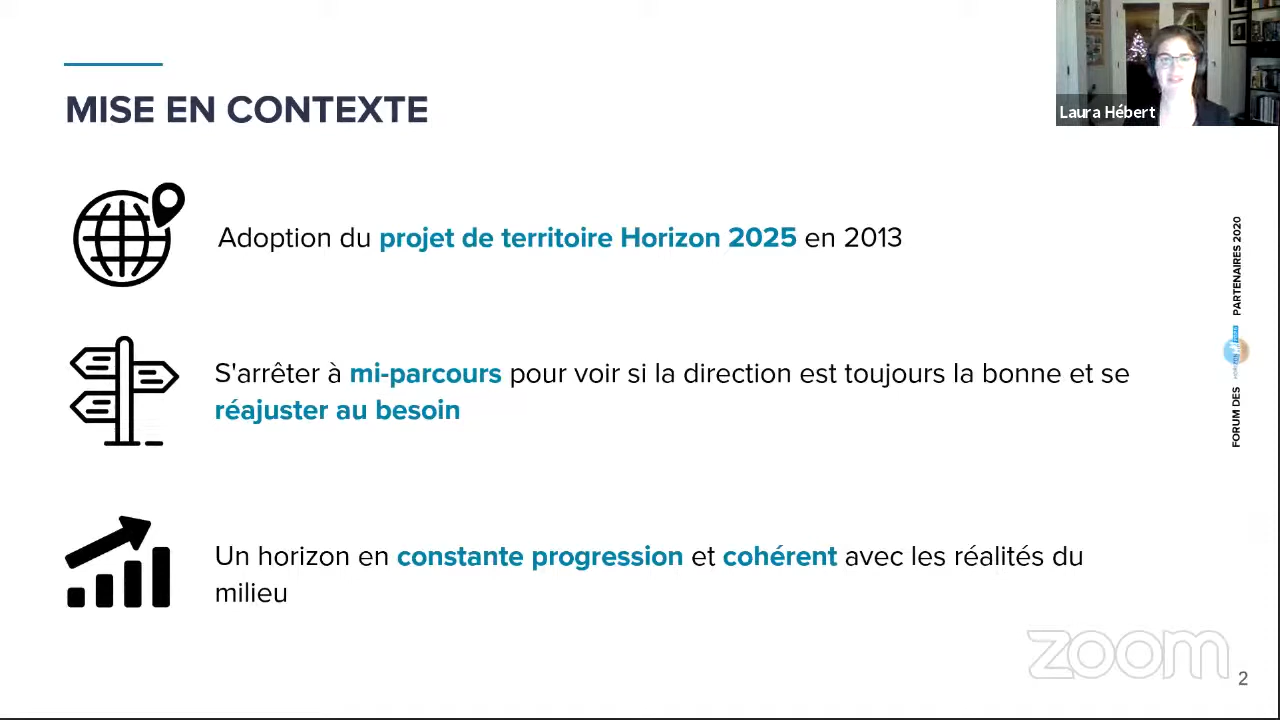 MISE EN CONTEXTE
Laura Hébert
Adoption du projet de territoire Horizon 2025 en 2013
S'arrêter à mi-parcours pour voir si la direction est toujours la bonne et se
réajuster au besoin
Un horizon en constante progression et cohérent avec les réalités du
milieu
FORUM DES
PARTENAIRES 2020
zoom
2